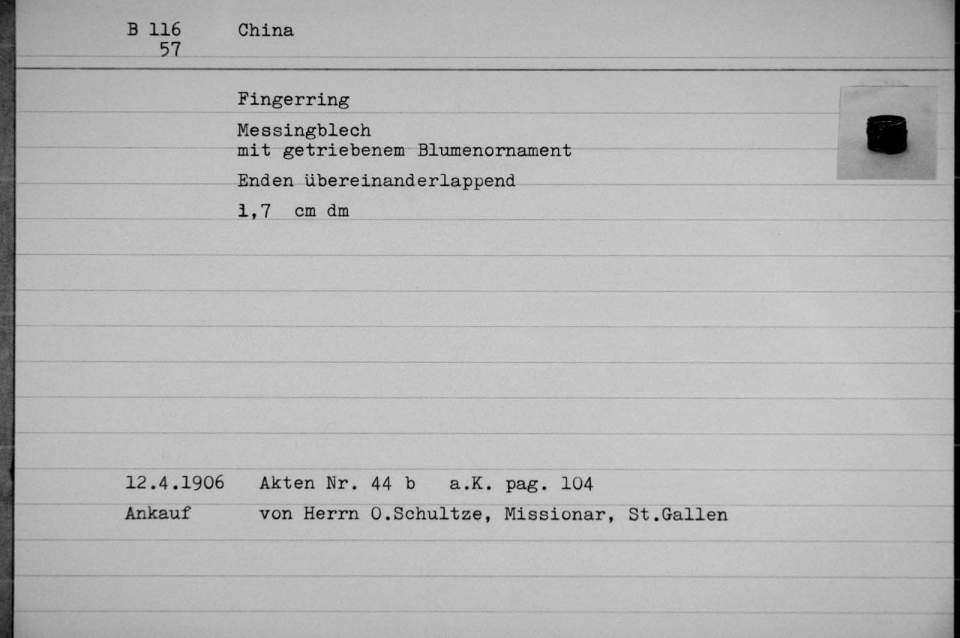 B 116 China
57
Fingerring
Messingblech
mit getriebenem Blumenornament
Enden übereinanderlappend
1,7 cm dm
12.4.1906 Akten Nr. 44 b a.K. pag. 104
Ankauf von Herrn O.Schultze, Missionar, St.Gallen